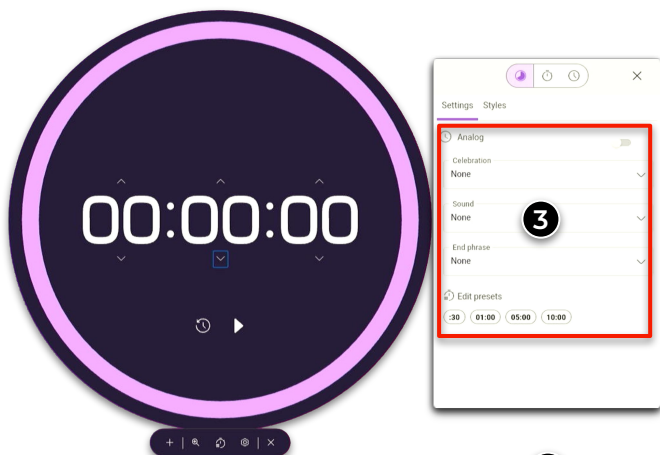 00:00:00
Settings Styles
Analog
Celebration
None
Sound
None
3
End phrase
None
Edit presets
:30 01:00 05:00 10:00